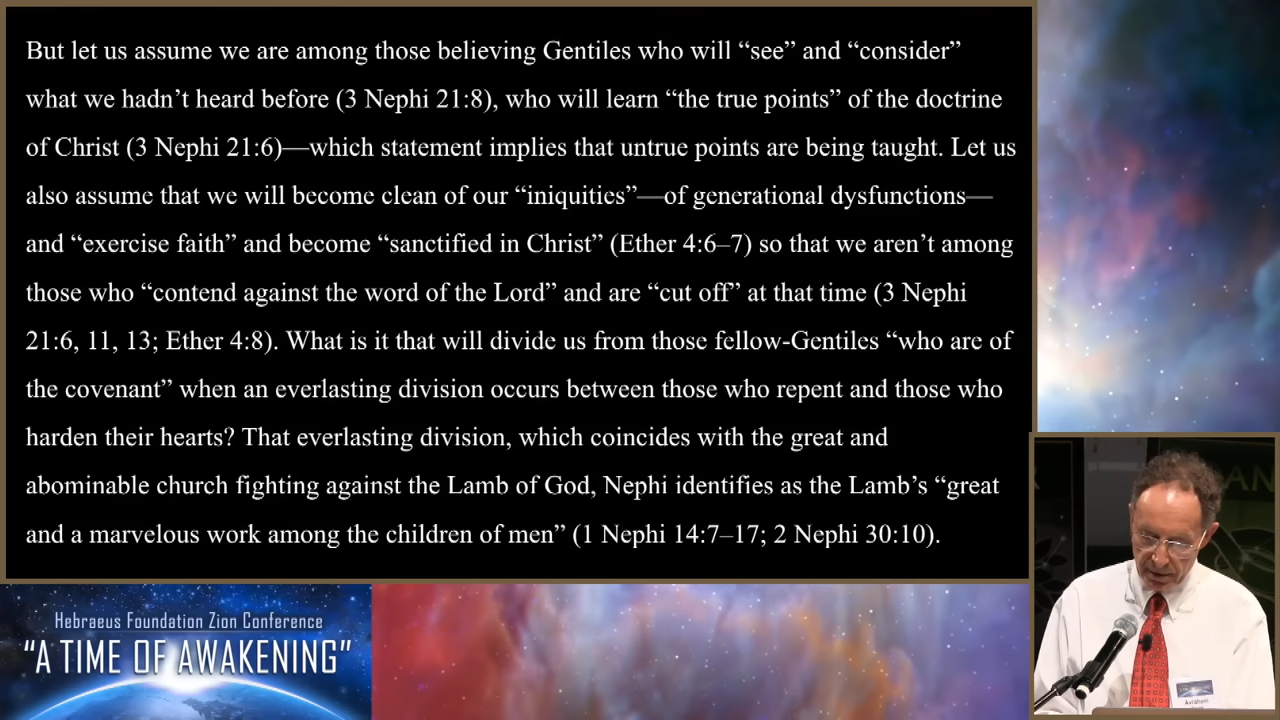 But let us assume we are among those believing Gentiles who will “see” and “consider”
what we hadn’t heard before (3 Nephi 21:8), who will learn “the true points” of the doctrine
of Christ (3 Nephi 21:6)—which statement implies that untrue points are being taught. Let us
also assume that we will become clean of our “iniquities”—of generational dysfunctions—
and “exercise faith” and become “sanctified in Christ” (Ether 4:6–7) so that we aren’t among
those who “contend against the word of the Lord” and are “cut off” at that time (3 Nephi
21:6, 11, 13; Ether 4:8). What is it that will divide us from those fellow-Gentiles “who are of
the covenant” when an everlasting division occurs between those who repent and those who
harden their hearts? That everlasting division, which coincides with the great and
abominable church fighting against the Lamb of God, Nephi identifies as the Lamb’s “great
and a marvelous work among the children of men” (1 Nephi 14:7–17; 2 Nephi 30:10).
Hebraeus Foundation Zion Conference
“A TIME OF AWAKENING”
Avraham